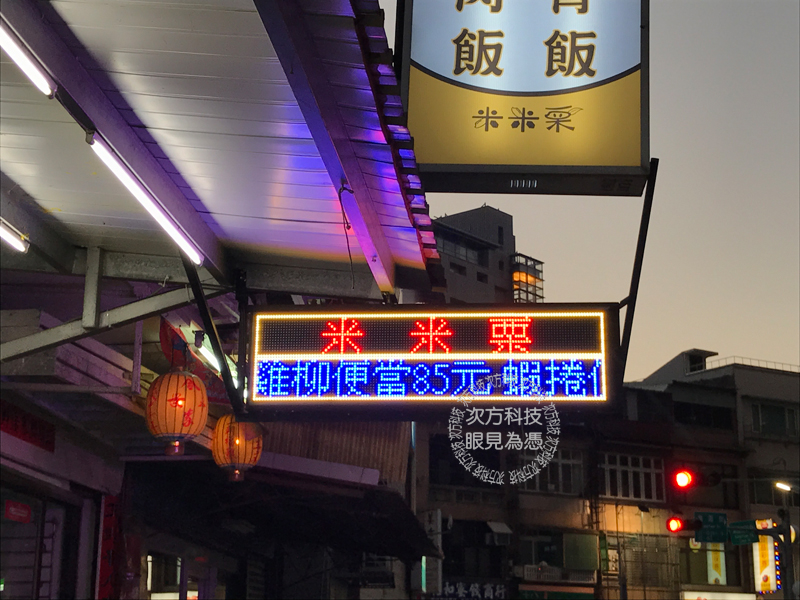 飯 飯
米米粟
米 米 粟
雞柳便當85元 蝦捲
次方科技
眼見為憑